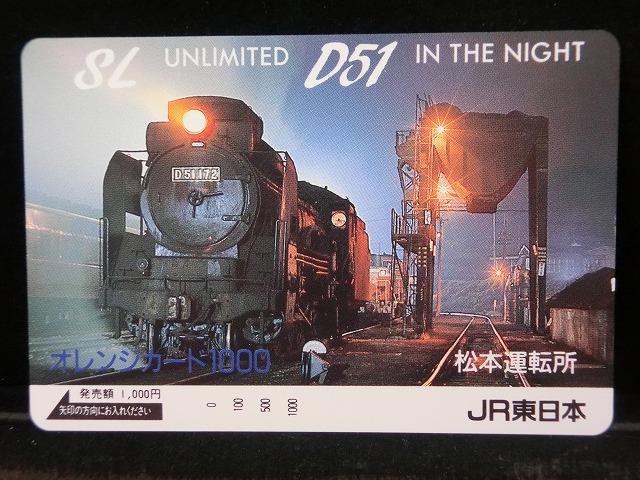 SL UNLIMITED D51 IN THE NIGHT
D51172
オレンジカード1000
松本運転所
発売額 1,000円
矢印の方向にお入れください
0 100 500 1000
JR東日本